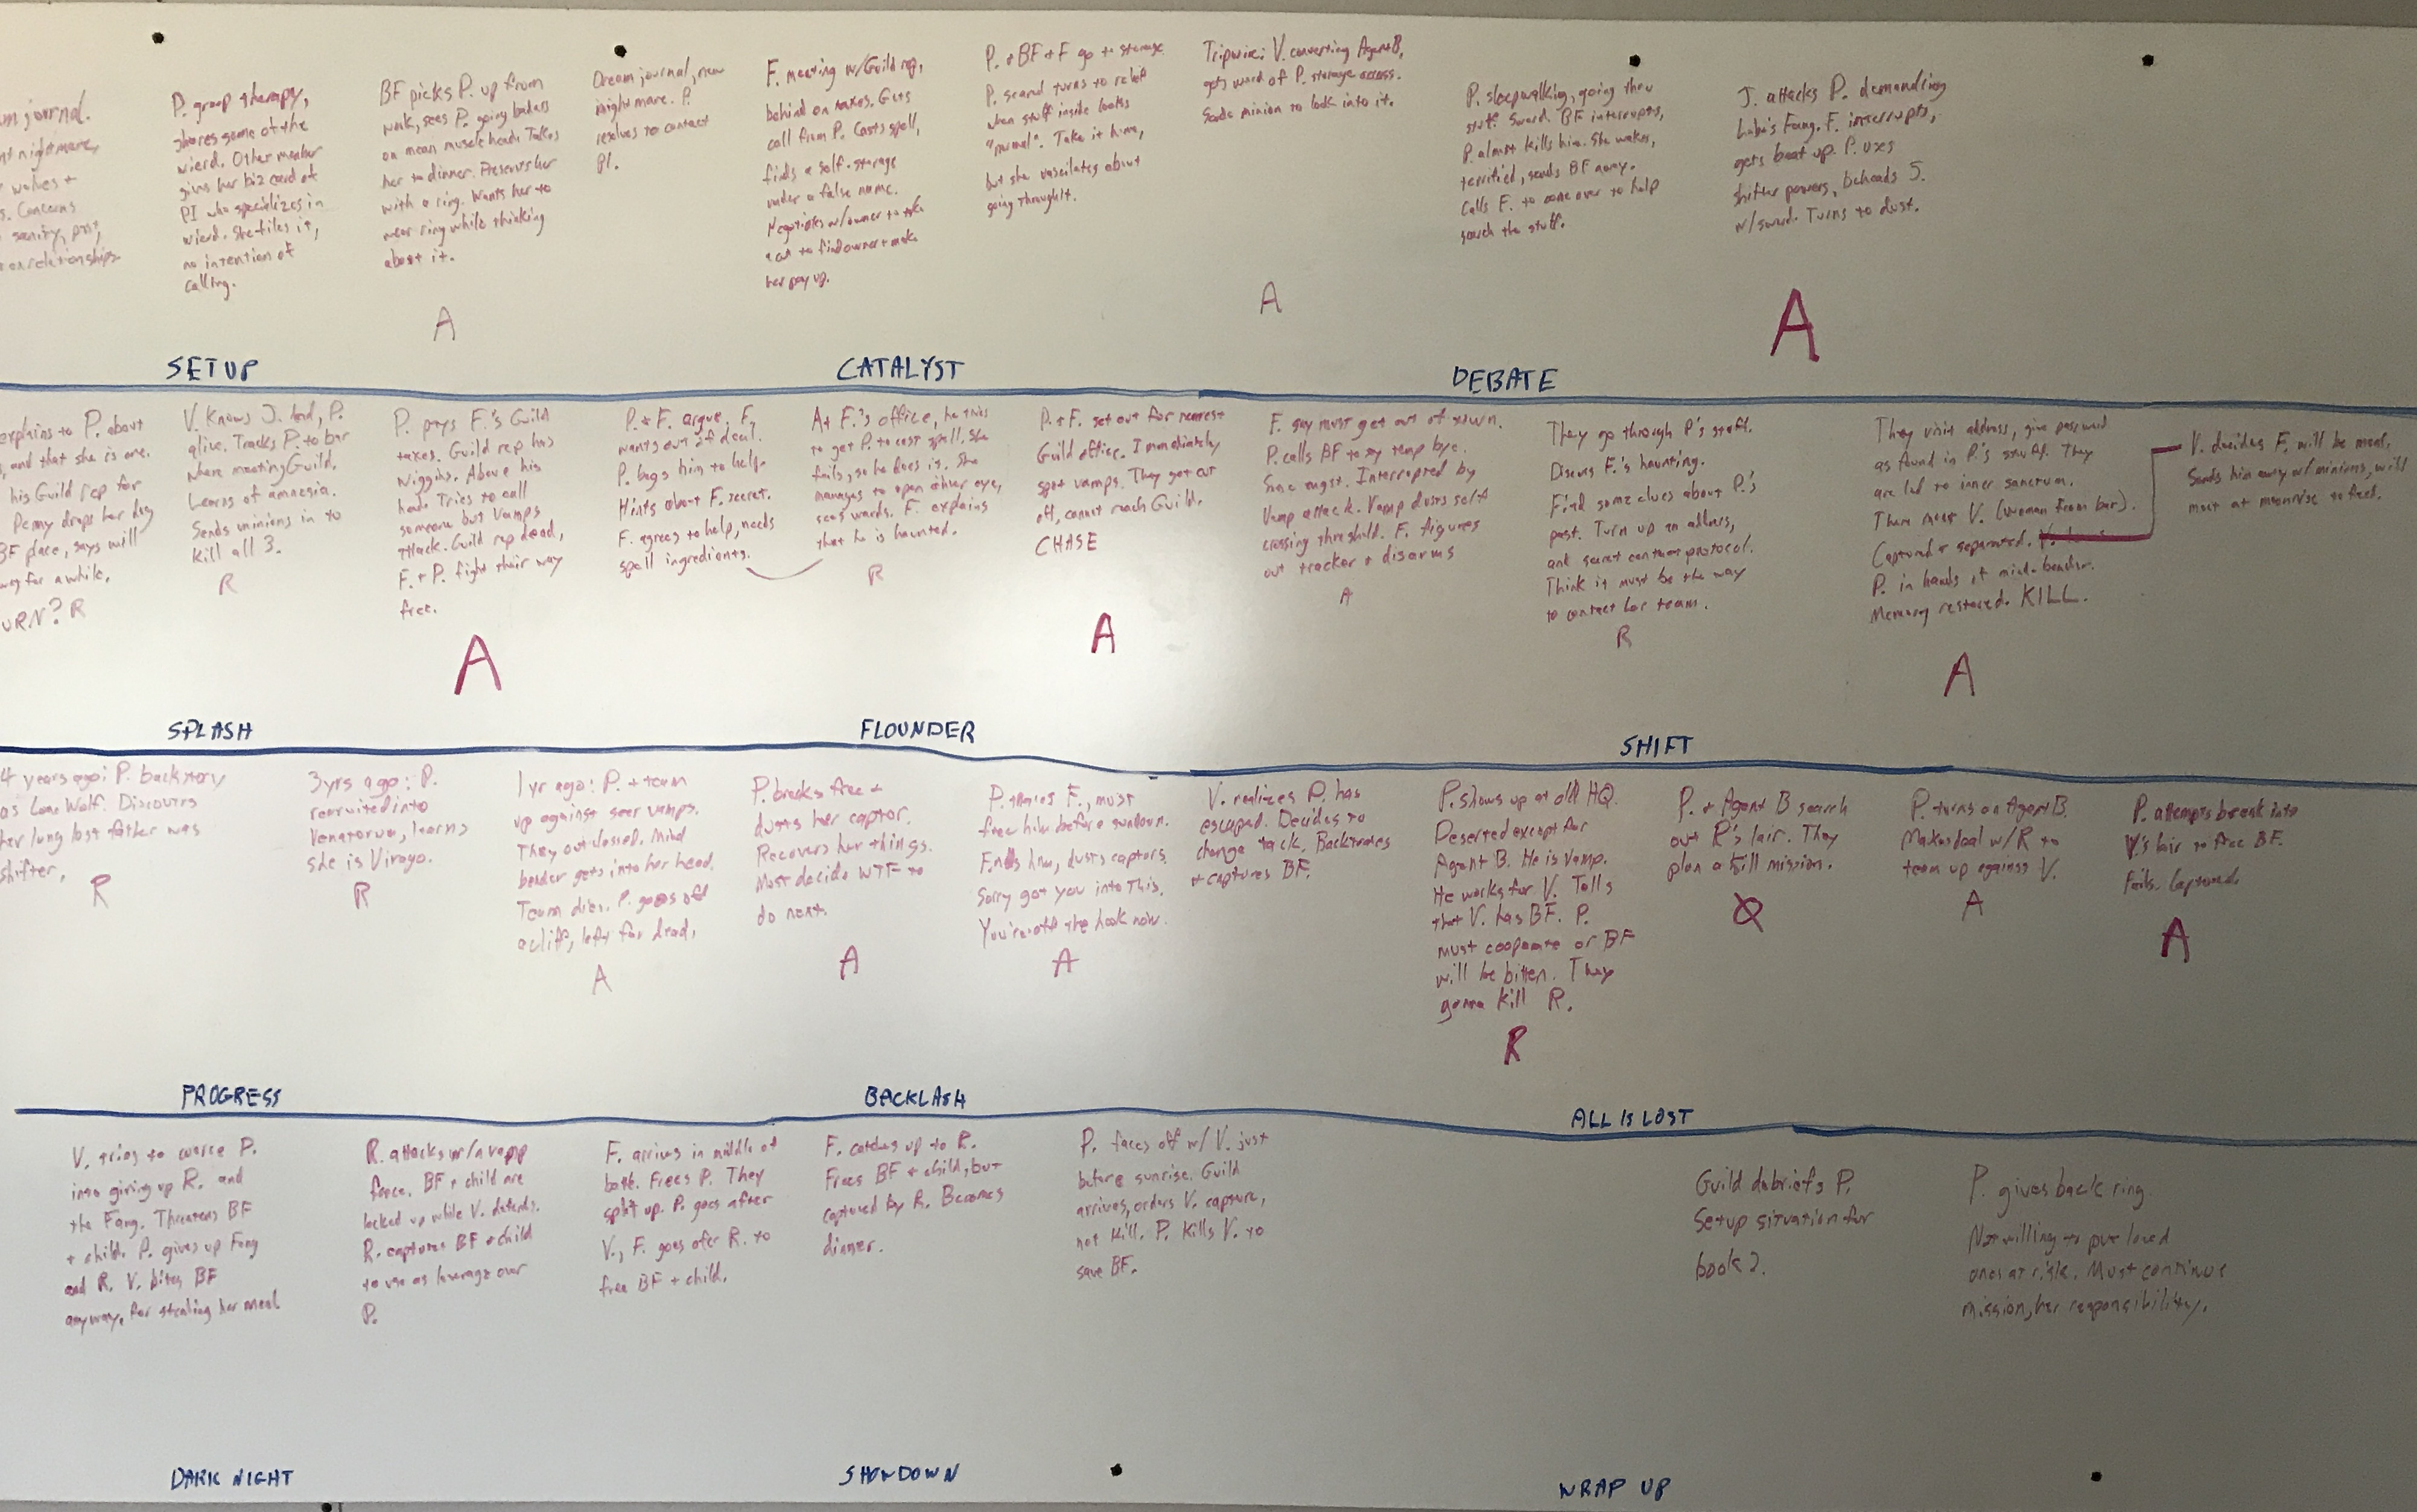 journal.
nightmare,
wolves +
Concerns
sanity, past,
relationships.
P. group therapy,
shares some of the
wierd. Other member
gives her biz card of
PI who specializes in
wierd. She files it,
no intention of
calling.
BF picks P. up from
work, sees P. going badass
on mean musclehead. Takes
her to dinner. Presents her
with a ring. Wants her to
wear ring while thinking
about it.
A
Dream journal, new
nightmare. P.
resolves to contact
PI.
F. meeting w/Guild rep,
behind on taxes. Gets
call from P. Casts spell,
finds a self-storage
under a false name.
Negotiates w/owner to take
a cut to find owner + make
her pay up.
P. + BF + F go to storage
P. scared turns to relief
when stuff inside looks
"normal". Take it home,
but she vascilates about
going through it.
Tripwire: V. converting Agent B,
gets word of P. storage access.
Sends minion to look into it.
A
P. sleepwalking, going thru
stuff. Sword. BF interrupts,
P. almost kills him. She wakes,
terrified, sends BF away.
Calls F. to come over to help
search the stuff.
J. attacks P. demanding
Fang. F. interrupts,
gets beat up. P. uses
shifter powers, beheads J.
w/sword. Turns to dust.
A
SETUP
CATALYST
DEBATE
explains to P. about
and that she is one.
his Guild rep for
Penny drops her dog
BF place, says will
for a while.
URN? R
V. knows J. dead, P.
alive. Tracks P. to bar
where meeting Guild.
Learns of amnesia.
Sends minions in to
kill all 3.
R
P. pays F.'s Guild
taxes. Guild rep has
wiggins. Above his
head. Tries to call
someone but Vamps
attack. Guild rep dead,
F. + P. fight their way
free.
A
P. + F. argue, F.
wants out of deal.
P. begs him to help.
Hints about F. secret.
F. agrees to help, needs
spell ingredients.
At F.'s office, he tries
to get P. to cast spell. She
fails, so he does it. She
manages to open other eye,
sees wards. F. explains
that he is haunted.
R
P. + F. set out for nearest
Guild office. Immediately
spot vamps. They get cut
off, cannot reach Guild.
CHASE
A
F. say must get out of town.
P. calls BF to say temp bye.
Some angst. Interrupted by
Vamp attack. Vamp dusts self
crossing threshold. F. figures
out tracker + disarms
A
They go through P's stuff.
Discuss F.'s haunting.
Find some clues about P.'s
past. Turn up an address,
and secret contact protocol.
Think it must be the way
to contact her team.
R
They visit address, give password
as found in P.'s stuff. They
are led to inner sanctum.
There meet V. (woman from bar).
Captured + separated.
P. in hands of mind-bender.
Memory restored. KILL.
A
V. decides F. will be meal.
Sends him away w/minions, will
meet at moonrise to feed.
SPLASH
FLOUNDER
SHIFT
4 years ago: P. backstory
as Lone Wolf. Discovers
her long lost father was
shifter.
R
3yrs ago: P.
recruited into
Venatorum, learns
she is Virago.
R
1 yr ago: P. + team
up against seer vamps.
They outclassed. Mind
bender gets into her head.
Team dies. P. goes off
a cliff, left for dead.
A
P. breaks free +
dusts her captor.
Recovers her things.
Must decide WTF to
do next.
A
P. F., must
free him before sundown.
Finds him, dusts captors.
Sorry got you into this.
You're off the hook now.
A
V. realizes P. has
escaped. Decides to
change tack. Backtraces
+ captures BF.
P. shows up at old HQ.
Deserted except for
Agent B. He is vamp.
He works for V. Tells
that V. has BF. P.
must cooperate or BF
will be bitten. They
gonna kill R.
R
P. + Agent B search
out R's lair. They
plan a kill mission.
P. turns on Agent B.
Makes deal w/R to
team up against V.
A
P. attempts break into
V's lair to free BF.
Fails. Captured.
A
PROGRESS
BACKLASH
ALL IS LOST
V. tries to coerce P.
into giving up R. and
the Fang. Threatens BF
+ child. P. gives up Fang
and R. V. bites BF
anyway, for stealing her meal
R. attacks w/a vamp
force. BF + child are
locked up while V. defends.
R. captures BF + child
to use as leverage over
P.
F. arrives in middle of
battle. Frees P. They
split up. P. goes after
V., F. goes after R. to
free BF + child.
F. catches up to R.
Frees BF + child, but
captured by R. Becomes
dinner.
P. faces off w/ V. just
before sunrise. Guild
arrives, orders V. capture,
not kill. P. kills V. to
save BF.
Guild debriefs P.
Setup situation for
book 2.
P. gives back ring
Not willing to put loved
ones at risk. Must continue
mission, her responsibility.
DARK NIGHT
SHOWDOWN
WRAP UP